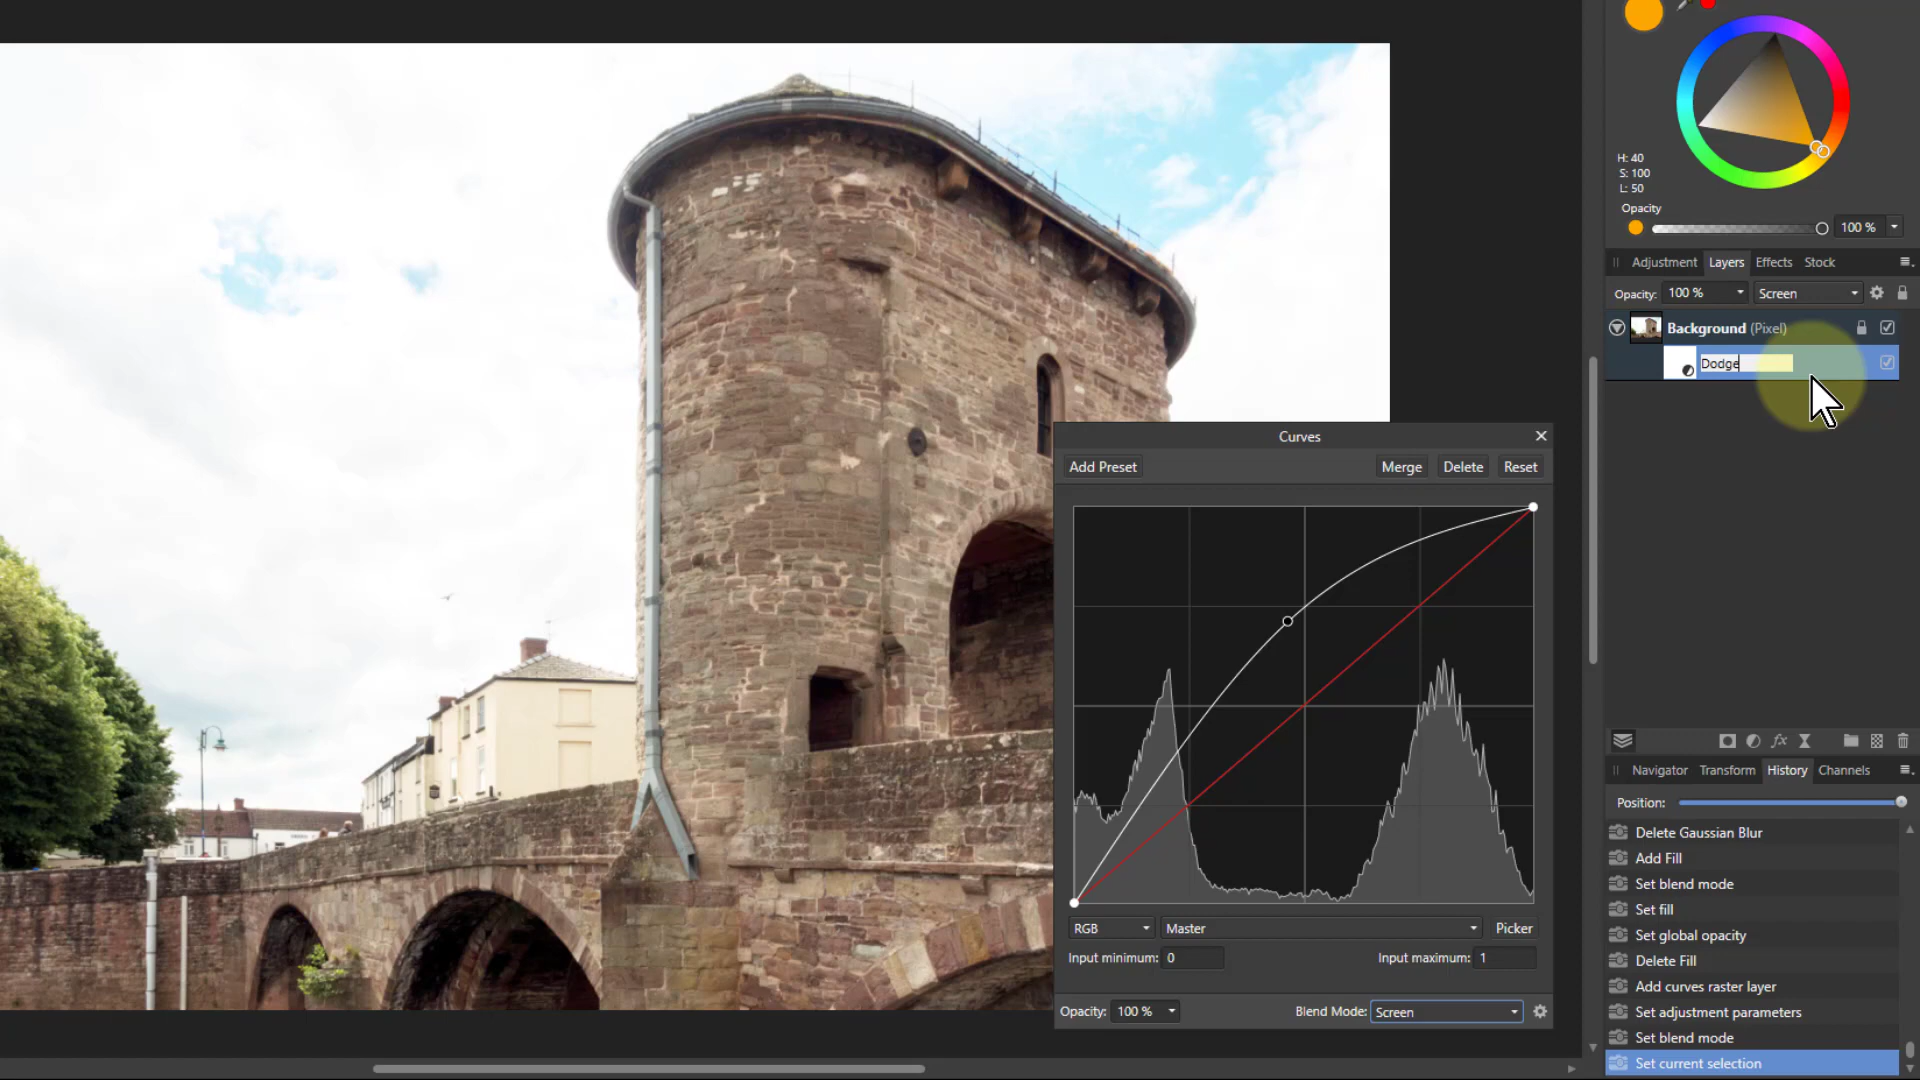 H: 40
S: 100
L: 50
Opacity
100 %
Adjustment Layers Effects Stock
Opacity: 100 % Screen
Background (Pixel)
Dodge
Curves
Add Preset Merge Delete Reset
RGB Master Picker
Input minimum: 0 Input maximum: 1
Opacity: 100 % Blend Mode: Screen
fx
Navigator Transform History Channels
Position:
Delete Gaussian Blur
Add Fill
Set blend mode
Set fill
Set global opacity
Delete Fill
Add curves raster layer
Set adjustment parameters
Set blend mode
Set current selection